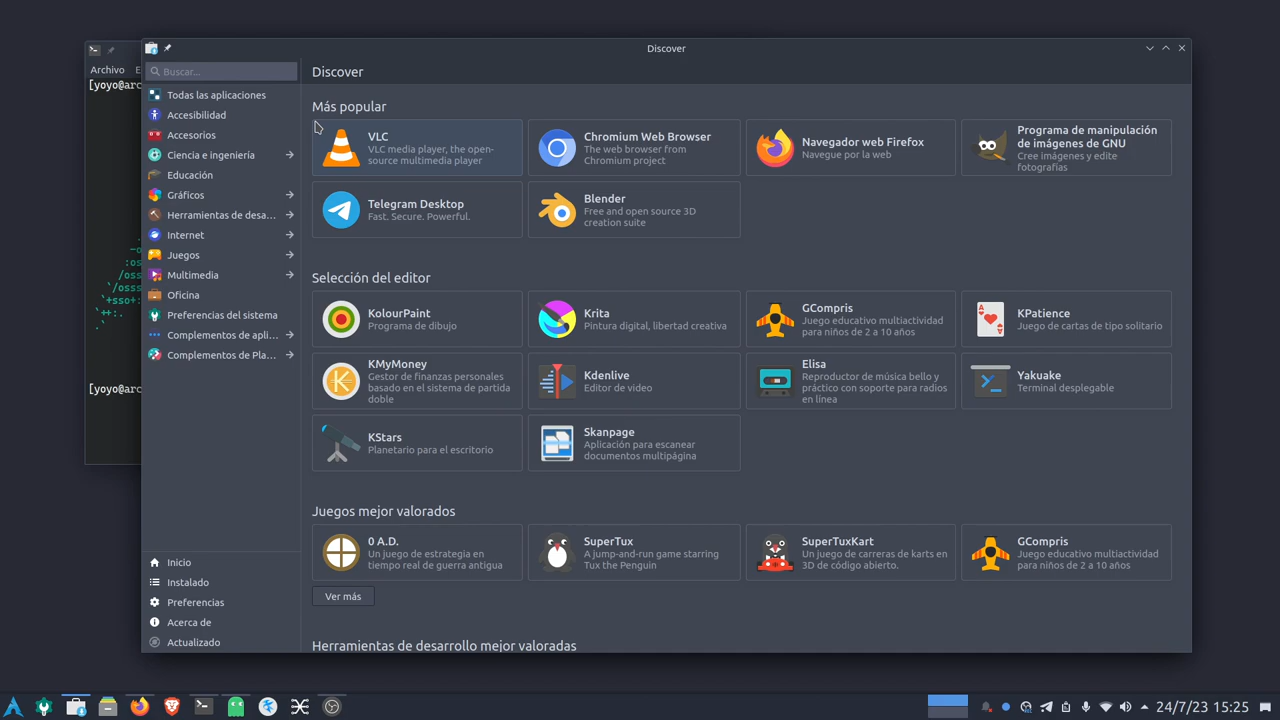 Discover
Archivo E
[yoyo@arc
[yoyo@arc
Buscar...
Todas las aplicaciones
Accesibilidad
Accesorios
Ciencia e ingeniería
Educación
Gráficos
Herramientas de desa...
Internet
Juegos
Multimedia
Oficina
Preferencias del sistema
Complementos de apli...
Complementos de Pla...
Inicio
Instalado
Preferencias
Acerca de
Actualizado
Discover
Más popular
VLC
VLC media player, the open-
source multimedia player
Chromium Web Browser
The web browser from
Chromium project
Navegador web Firefox
Navegue por la web
Programa de manipulación
de imágenes de GNU
Cree imágenes y edite
fotografías
Telegram Desktop
Fast. Secure. Powerful.
Blender
Free and open source 3D
creation suite
Selección del editor
KolourPaint
Programa de dibujo
Krita
Pintura digital, libertad creativa
GCompris
Juego educativo multiactividad
para niños de 2 a 10 años
KPatience
Juego de cartas de tipo solitario
KMyMoney
Gestor de finanzas personales
basado en el sistema de partida
doble
Kdenlive
Editor de video
Elisa
Reproductor de música bello y
práctico con soporte para radios
en línea
Yakuake
Terminal desplegable
KStars
Planetario para el escritorio
Skanpage
Aplicación para escanear
documentos multipágina
Juegos mejor valorados
0 A.D.
Un juego de estrategia en
tiempo real de guerra antigua
SuperTux
A jump-and-run game starring
Tux the Penguin
SuperTuxKart
Un juego de carreras de karts en
3D de código abierto.
GCompris
Juego educativo multiactividad
para niños de 2 a 10 años
Ver más
Herramientas de desarrollo mejor valoradas
24/7/23 15:25